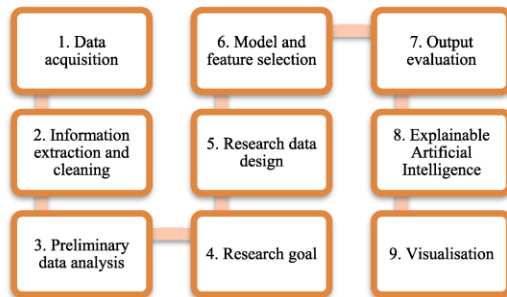 1. Data
acquisition
2. Information
extraction and
cleaning
3. Preliminary
data analysis
4. Research goal
5. Research data
design
6. Model and
feature selection
7. Output
evaluation
8. Explainable
Artificial
Intelligence
9. Visualisation